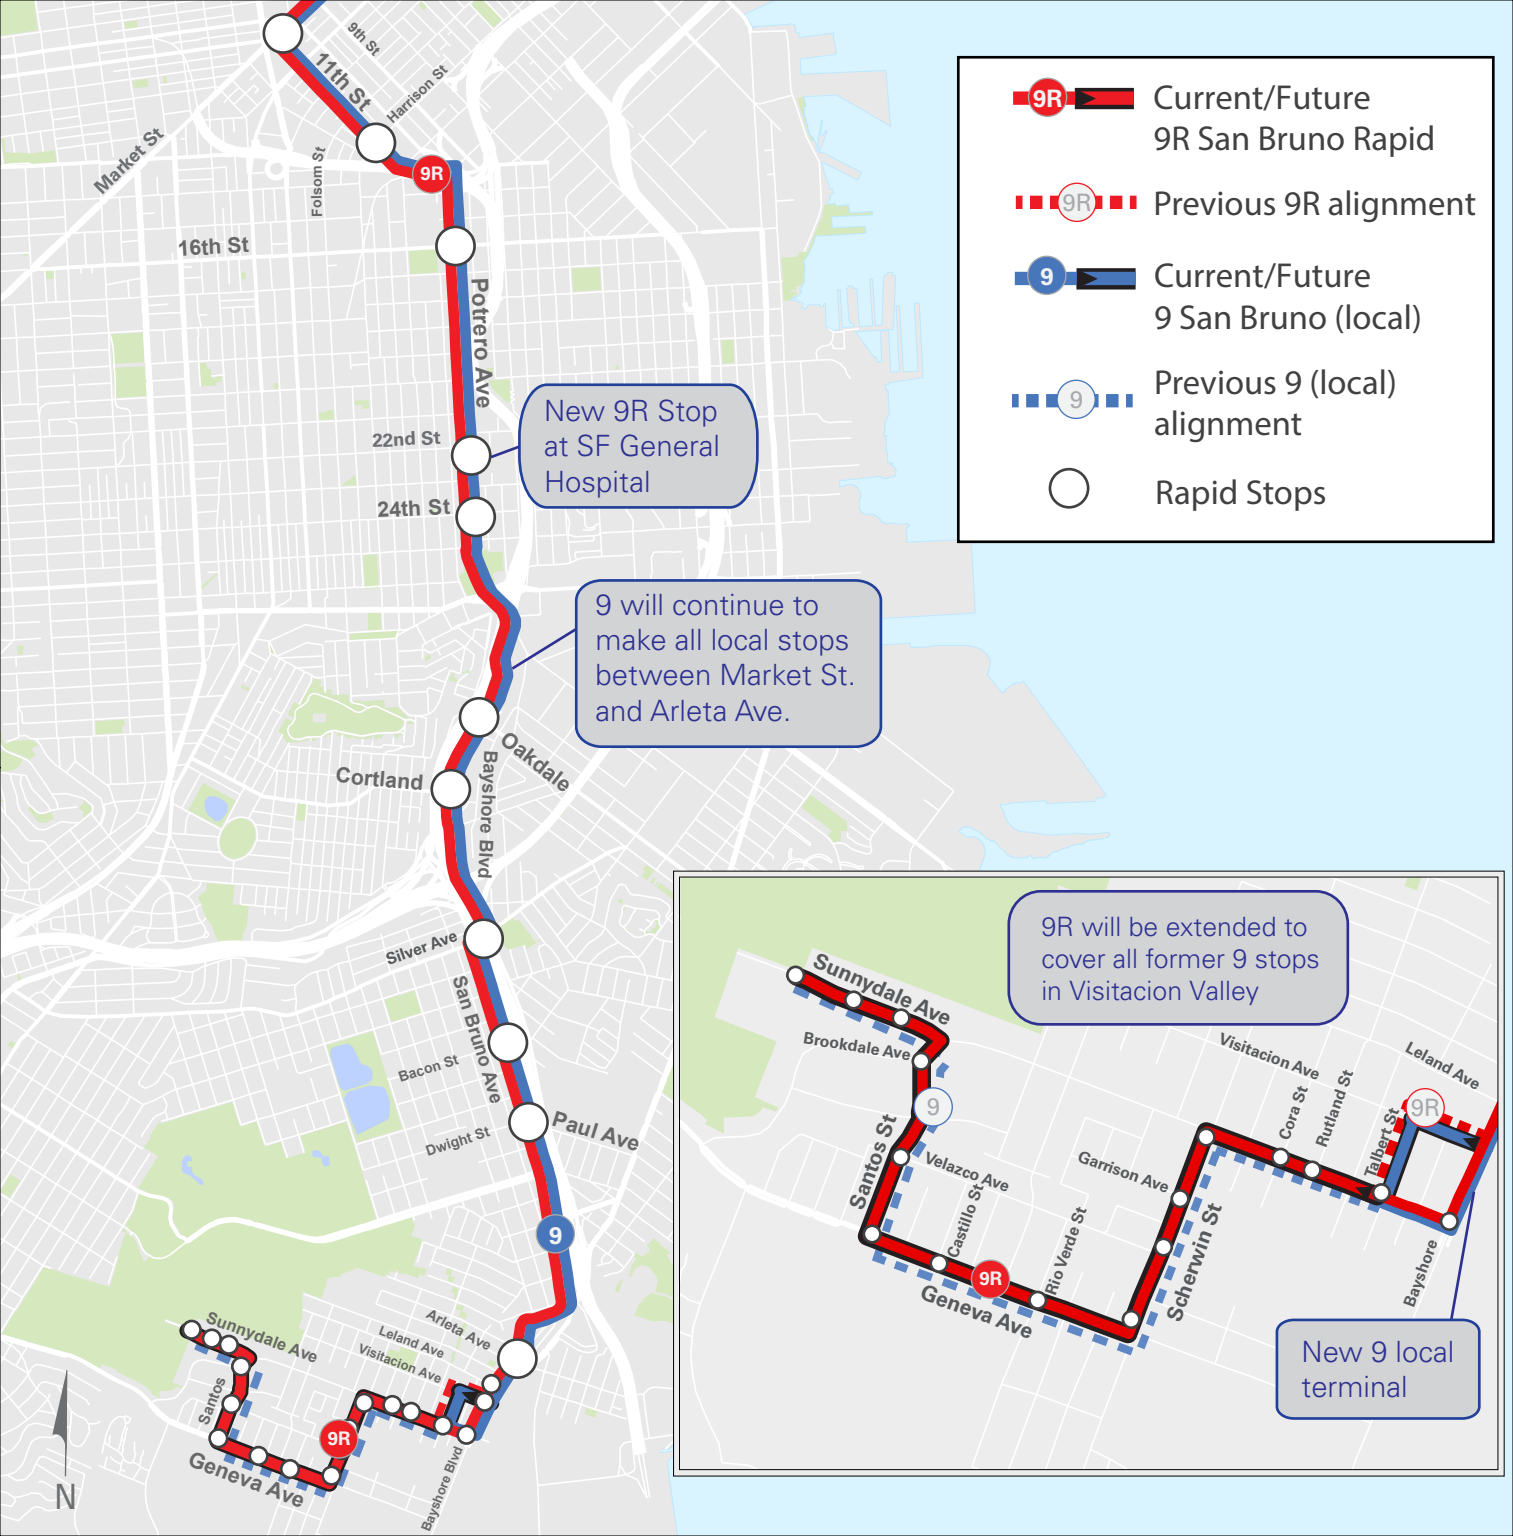 9th St
11th St
Harrison St
Market St
Folsom St
9R
16th St
Potrero Ave
22nd St
24th St
New 9R Stop
at SF General
Hospital
9 will continue to
make all local stops
between Market St.
and Arleta Ave.
Oakdale
Cortland
Bayshore Blvd
Silver Ave
San Bruno Ave
Bacon St
Dwight St
Paul Ave
9
Arleta Ave
Leland Ave
Visitacion Ave
Sunnydale Ave
Santos
9R
Geneva Ave
Bayshore Blvd
N
9R
Current/Future
9R San Bruno Rapid
9R
Previous 9R alignment
9
Current/Future
9 San Bruno (local)
9
Previous 9 (local)
alignment
Rapid Stops
9R will be extended to
cover all former 9 stops
in Visitacion Valley
Sunnydale Ave
Brookdale Ave
9
Santos St
Velazco Ave
Castillo St
9R
Geneva Ave
Rio Verde St
Garrison Ave
Scherwin St
Visitacion Ave
Cora St
Rutland St
Talbert St
Leland Ave
9R
Bayshore
New 9 local
terminal